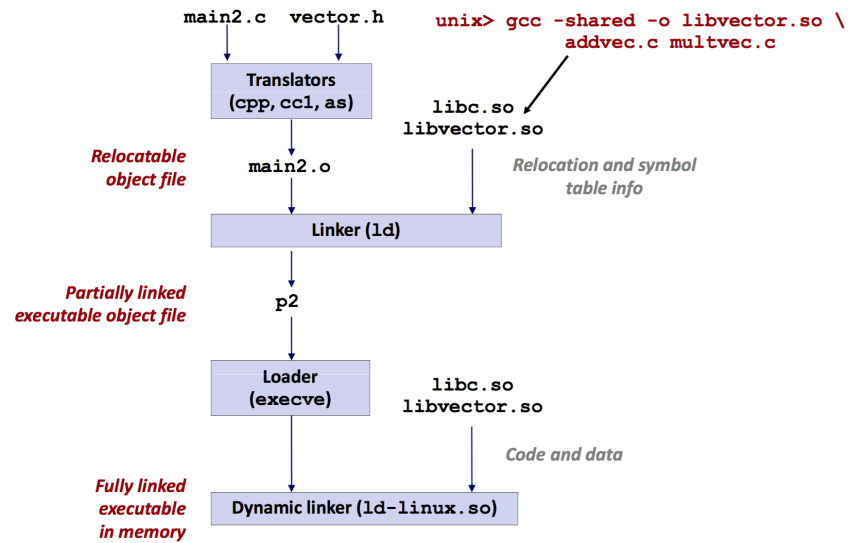 main2.c vector.h
unix> gcc -shared -o libvector.so \
addvec.c multvec.c
Translators
(cpp, cc1, as)
libc.so
libvector.so
Relocatable
object file
main2.o
Relocation and symbol
table info
Linker (ld)
Partially linked
executable object file
p2
Loader
(execve)
libc.so
libvector.so
Code and data
Fully linked
executable
in memory
Dynamic linker (ld-linux.so)